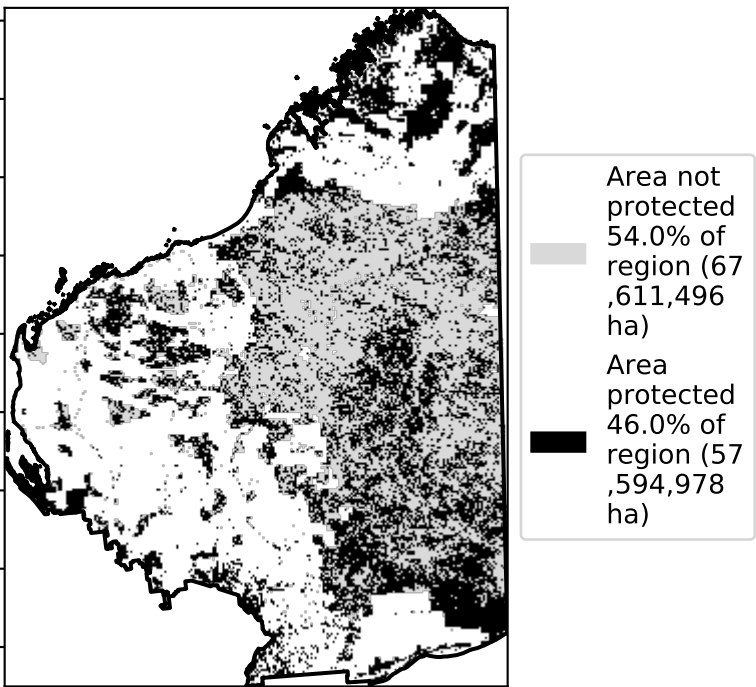 Area not
protected
54.0% of
region (67
,611,496
ha)
Area
protected
46.0% of
region (57
,594,978
ha)